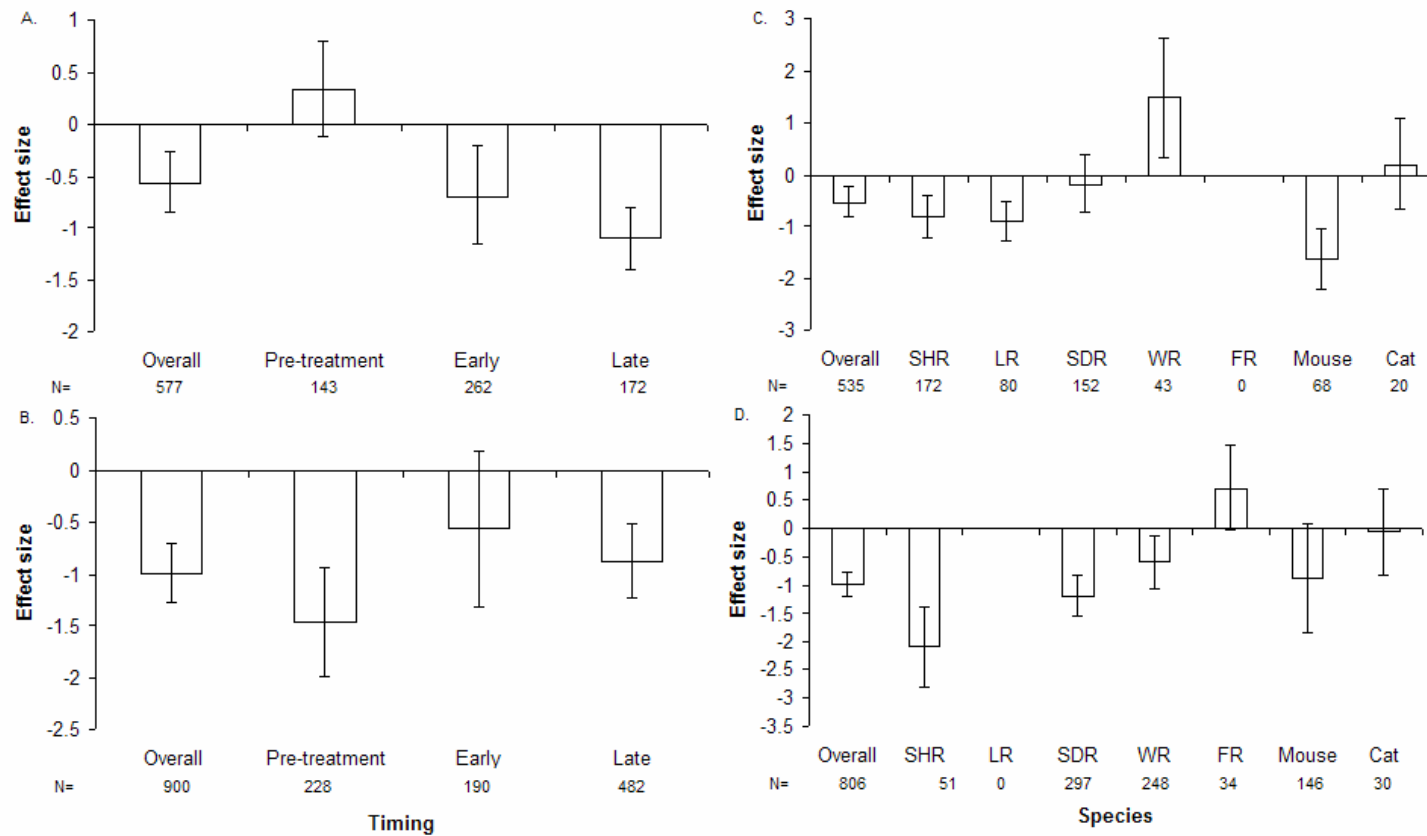 A.
1
0.5
0
-0.5
-1
-1.5
-2
Effect size
Overall Pre-treatment Early Late
N= 577 143 262 172
B.
0.5
0
-0.5
-1
-1.5
-2
-2.5
Effect size
Overall Pre-treatment Early Late
N= 900 228 190 482
Timing
C.
3
2
1
0
-1
-2
-3
Effect size
Overall SHR LR SDR WR FR Mouse Cat
N= 535 172 80 152 43 0 68 20
D.
2
1.5
1
0.5
0
-0.5
-1
-1.5
-2
-2.5
-3
-3.5
Effect size
Overall SHR LR SDR WR FR Mouse Cat
N= 806 51 0 297 248 34 146 30
Species